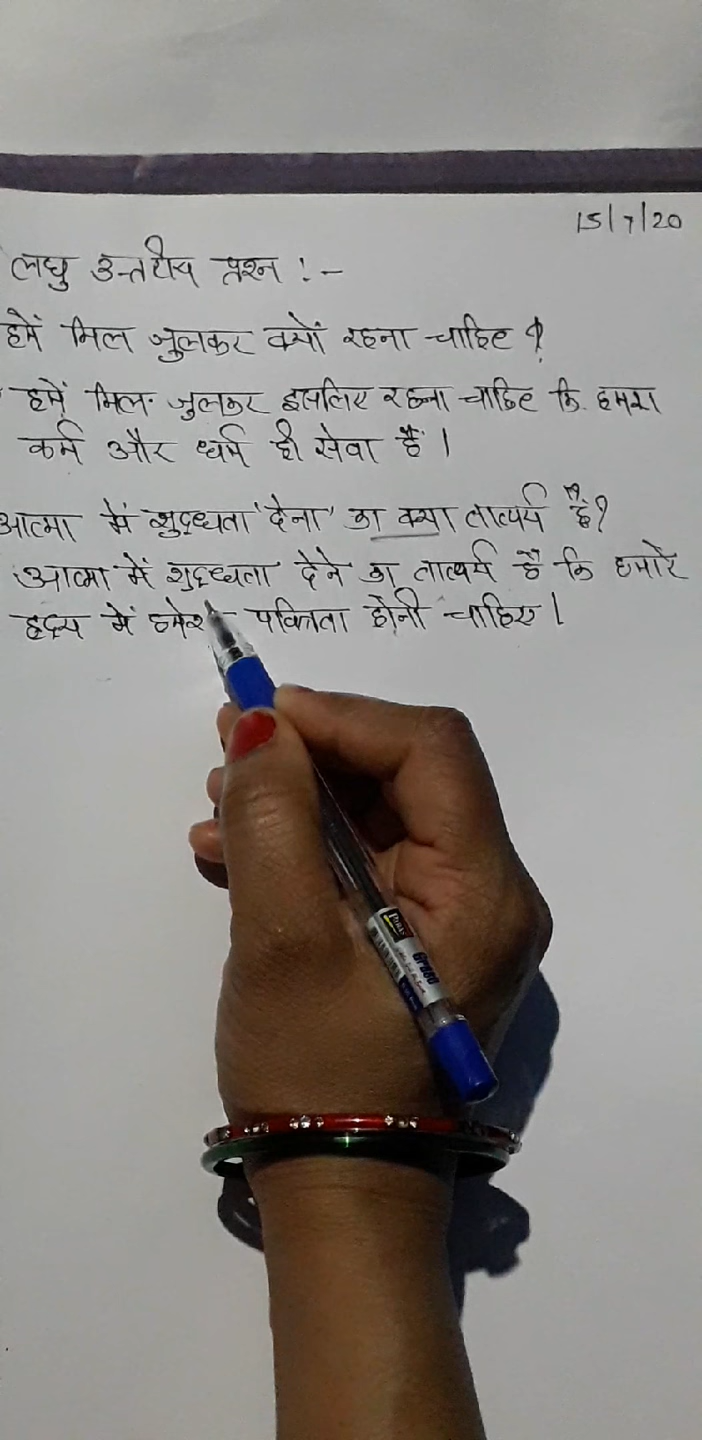 15/7/20
लघु उत्तरीय प्रश्न :-
हमें मिल जुलकर क्यों रहना चाहिए ?
हमें मिल जुलकर इसलिए रहना चाहिए कि हमारा
कर्म और धर्म ही सेवा हैं ।
आत्मा में शुद्धता 'देना' का क्या तात्पर्य हैं?
आत्मा में शुद्धता देने का तात्पर्य है कि हमारे
हृदय में पवित्रता होनी चाहिए ।
Grace